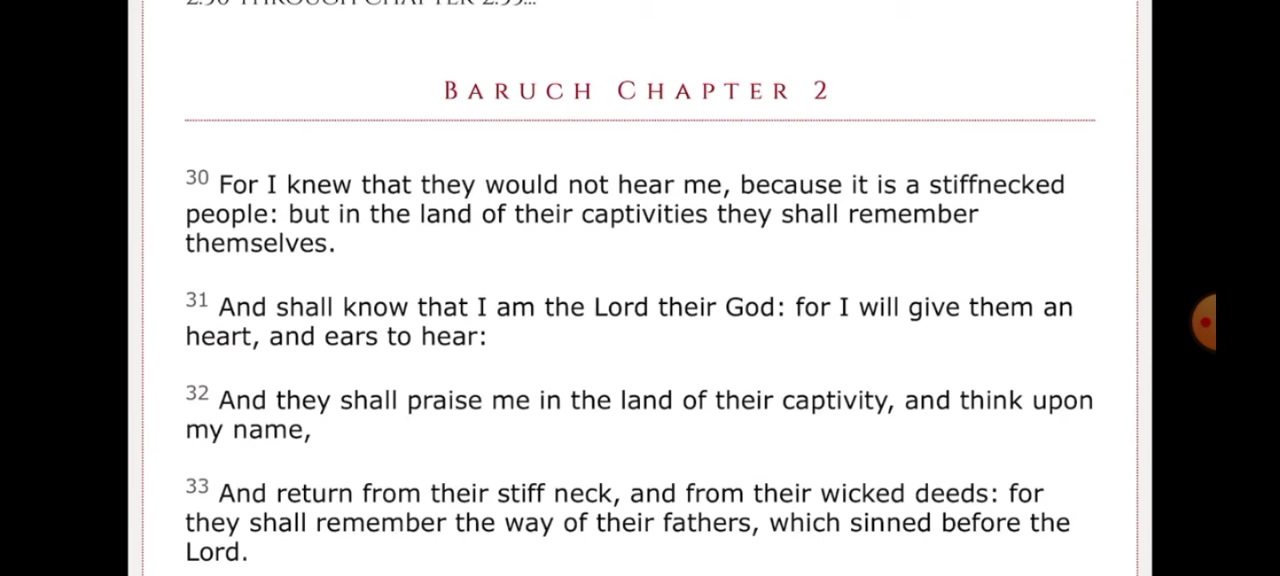 Baruch Chapter 2
30 For I knew that they would not hear me, because it is a stiffnecked
people: but in the land of their captivities they shall remember
themselves.
31 And shall know that I am the Lord their God: for I will give them an
heart, and ears to hear:
32 And they shall praise me in the land of their captivity, and think upon
my name,
33 And return from their stiff neck, and from their wicked deeds: for
they shall remember the way of their fathers, which sinned before the
Lord.